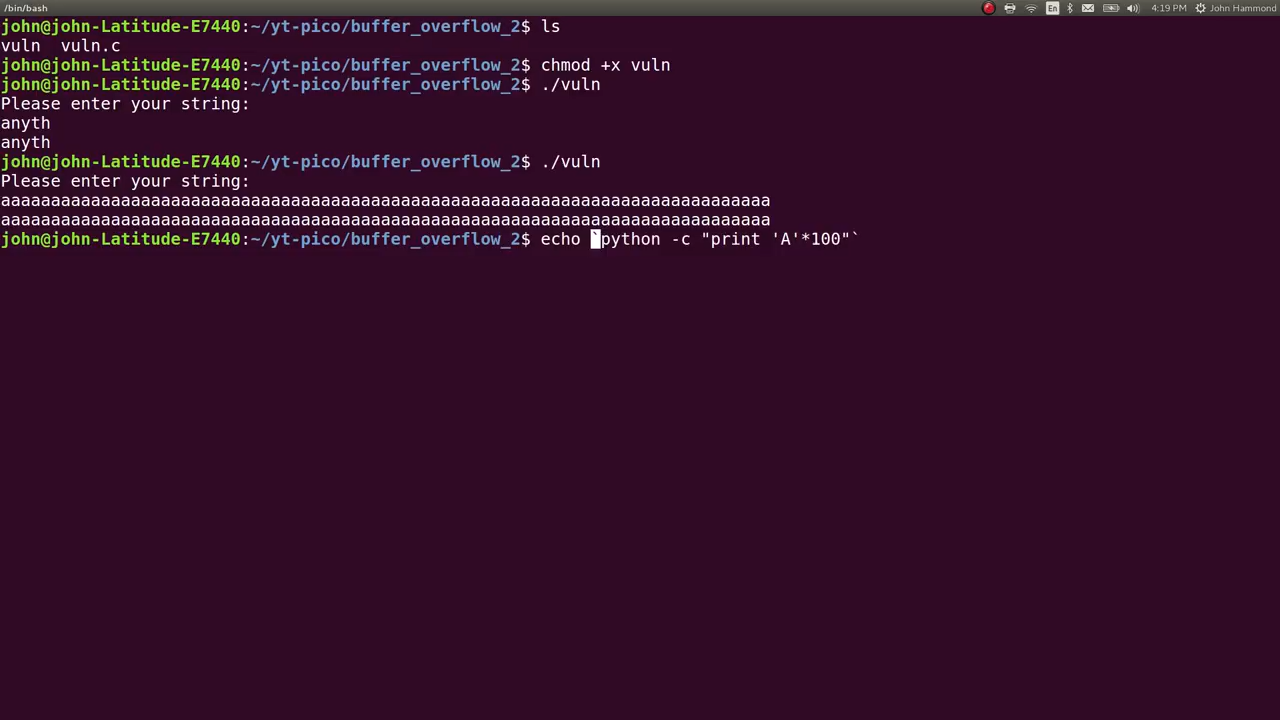 /bin/bash
En
4:19 PM
John Hammond
john@john-Latitude-E7440:~/yt-pico/buffer_overflow_2$ ls
vuln  vuln.c
john@john-Latitude-E7440:~/yt-pico/buffer_overflow_2$ chmod +x vuln
john@john-Latitude-E7440:~/yt-pico/buffer_overflow_2$ ./vuln
Please enter your string:
anyth
anyth
john@john-Latitude-E7440:~/yt-pico/buffer_overflow_2$ ./vuln
Please enter your string:
aaaaaaaaaaaaaaaaaaaaaaaaaaaaaaaaaaaaaaaaaaaaaaaaaaaaaaaaaaaaaaaaaaaaaaaaaaaaa
aaaaaaaaaaaaaaaaaaaaaaaaaaaaaaaaaaaaaaaaaaaaaaaaaaaaaaaaaaaaaaaaaaaaaaaaaaaaa
john@john-Latitude-E7440:~/yt-pico/buffer_overflow_2$ echo `python -c "print 'A'*100"`